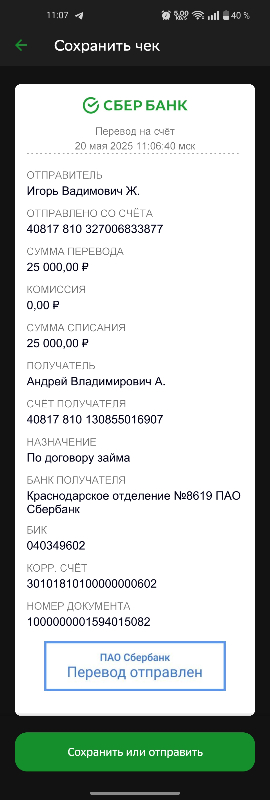 11:07
5,00 КБ/С
40 %
Сохранить чек
СБЕР БАНК
Перевод на счёт
20 мая 2025 11:06:40 мск
ОТПРАВИТЕЛЬ
Игорь Вадимович Ж.
ОТПРАВЛЕНО СО СЧЁТА
40817 810 327006833877
СУММА ПЕРЕВОДА
25 000,00 ₽
КОМИССИЯ
0,00 ₽
СУММА СПИСАНИЯ
25 000,00 ₽
ПОЛУЧАТЕЛЬ
Андрей Владимирович А.
СЧЁТ ПОЛУЧАТЕЛЯ
40817 810 130855016907
НАЗНАЧЕНИЕ
По договору займа
БАНК ПОЛУЧАТЕЛЯ
Краснодарское отделение №8619 ПАО
Сбербанк
БИК
040349602
КОРР. СЧЁТ
30101810100000000602
НОМЕР ДОКУМЕНТА
1000000001594015082
ПАО Сбербанк
Перевод отправлен
Сохранить или отправить